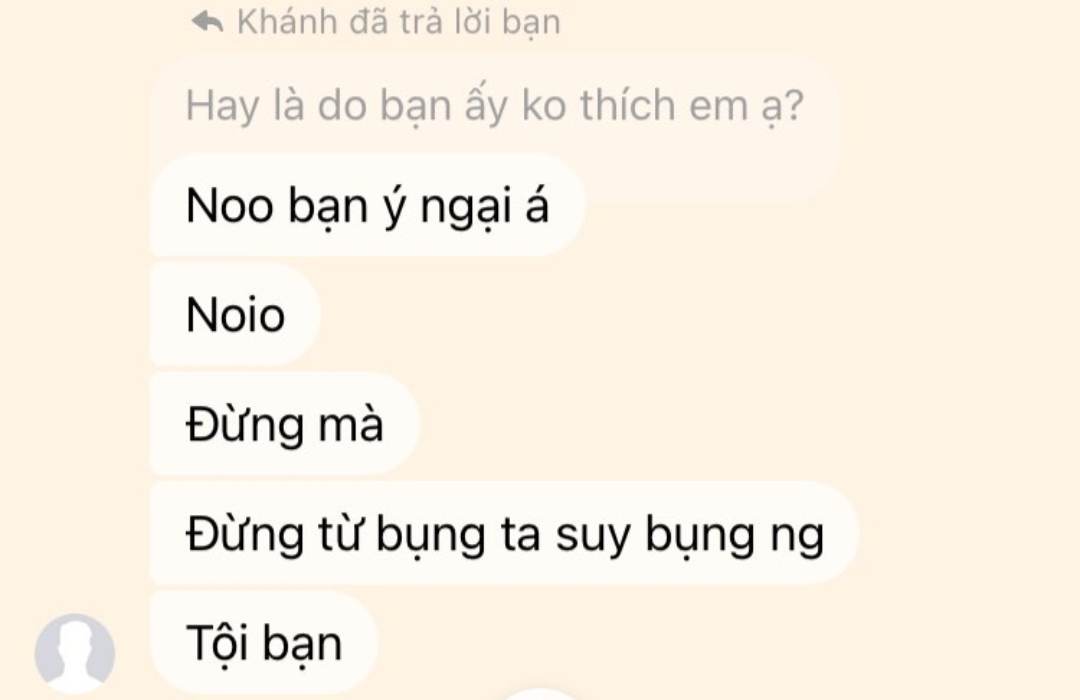 Khánh đã trả lời bạn
Hay là do bạn ấy ko thích em ạ?
Noo bạn ý ngại á
Noio
Đừng mà
Đừng từ bụng ta suy bụng ng
Tội bạn